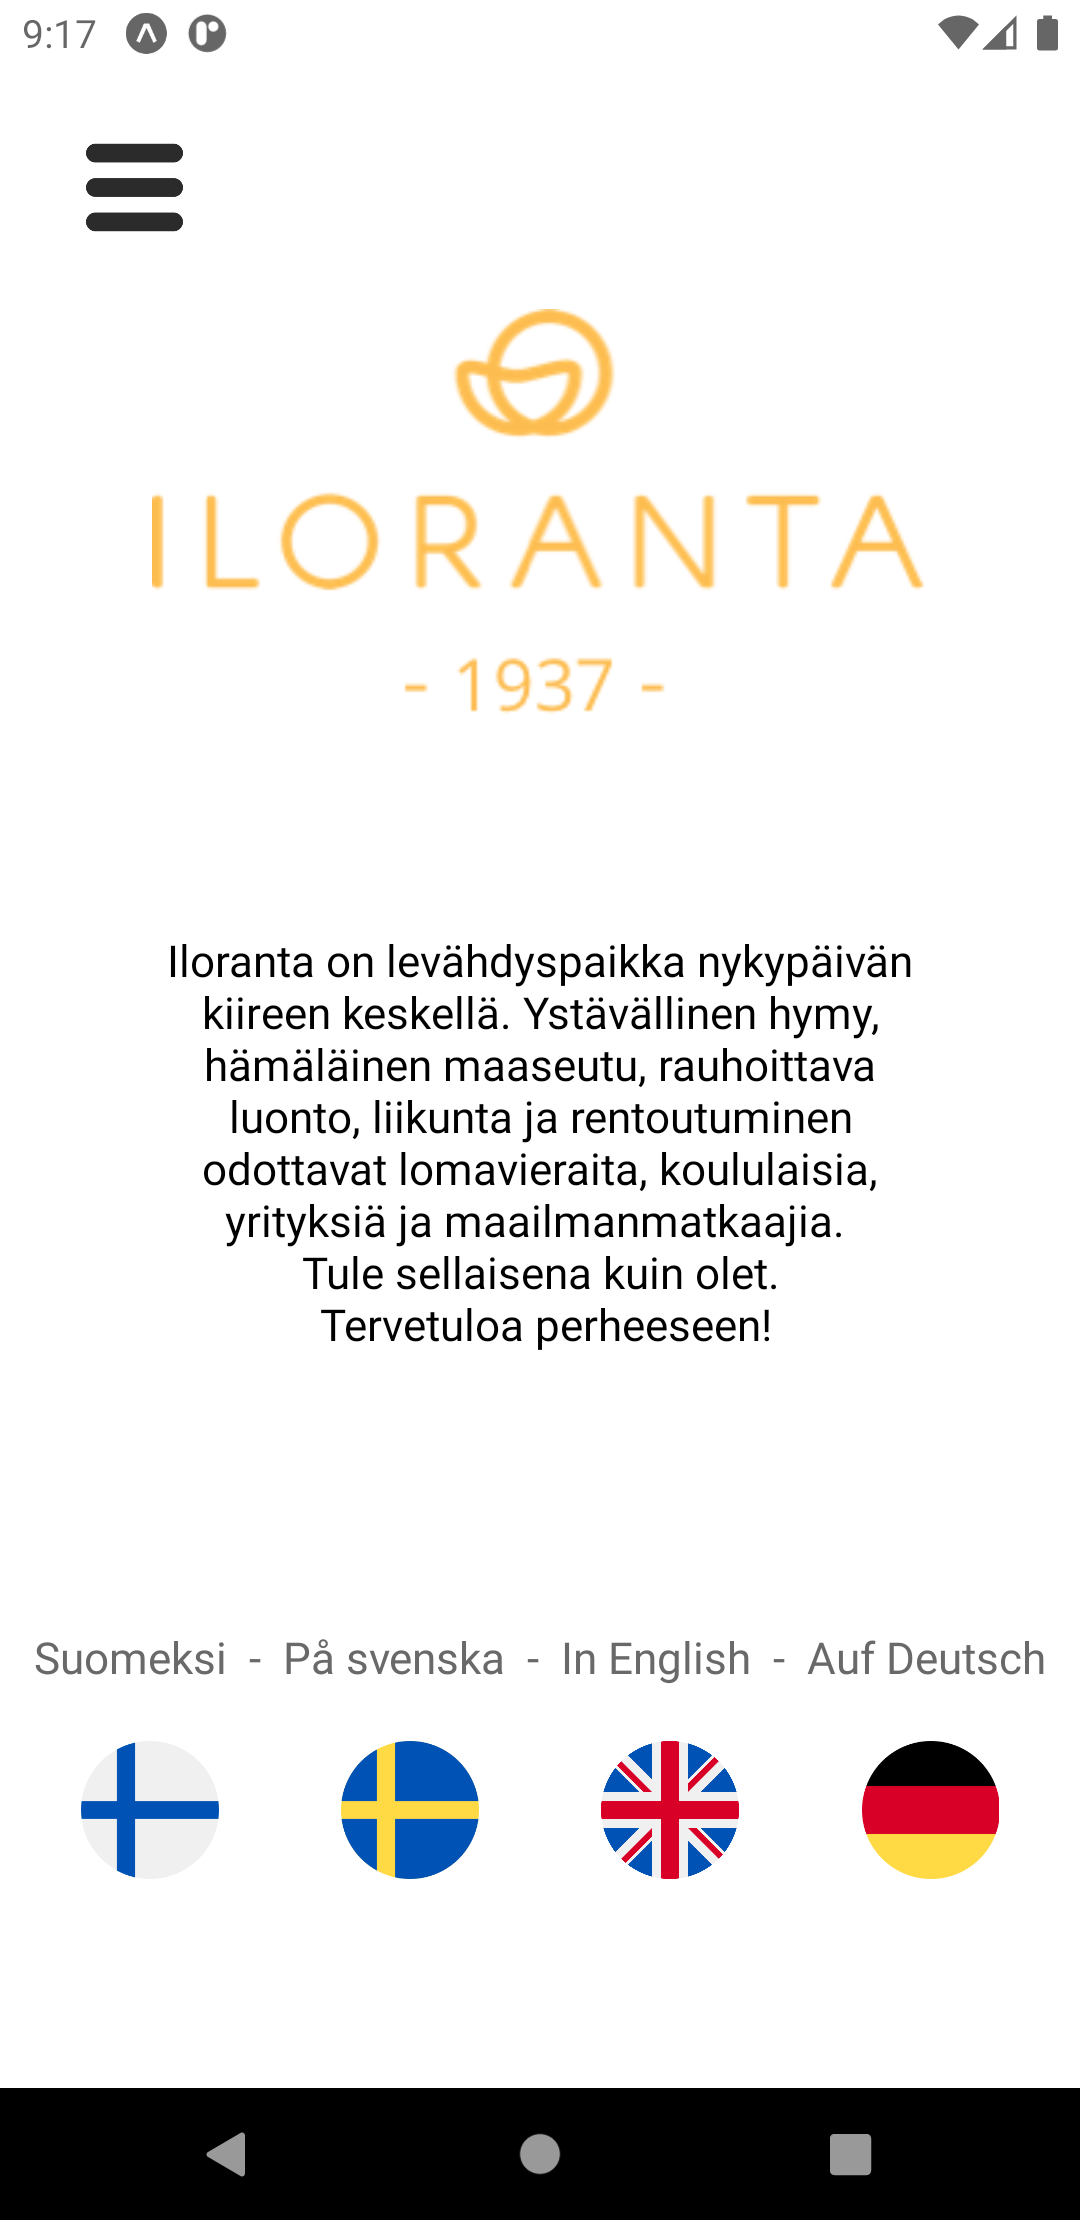 9:17
ILORANTA
- 1937 -
Iloranta on levähdyspaikka nykypäivän
kiireen keskellä. Ystävällinen hymy,
hämäläinen maaseutu, rauhoittava
luonto, liikunta ja rentoutuminen
odottavat lomavieraita, koululaisia,
yrityksiä ja maailmanmatkaajia.
Tule sellaisena kuin olet.
Tervetuloa perheeseen!
Suomeksi - På svenska - In English - Auf Deutsch